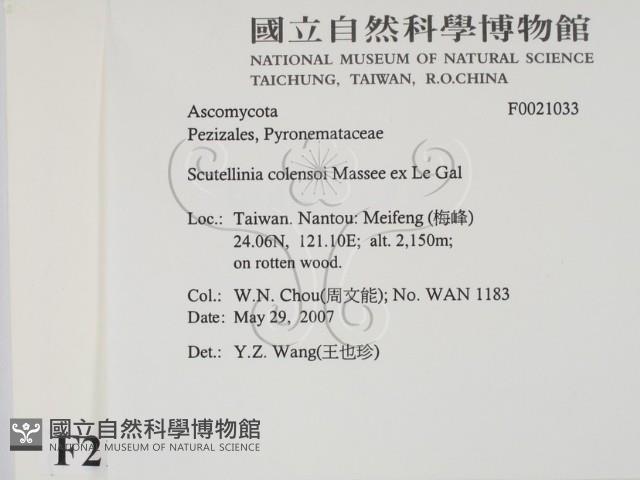 國立自然科學博物館
NATIONAL MUSEUM OF NATURAL SCIENCE
TAICHUNG, TAIWAN, R.O.CHINA
Ascomycota F0021033
Pezizales, Pyronemataceae
Scutellinia colensoi Massee ex Le Gal
Loc.: Taiwan. Nantou: Meifeng (梅峰)
24.06N, 121.10E; alt. 2,150m;
on rotten wood.
Col.: W.N. Chou(周文能); No. WAN 1183
Date: May 29, 2007
Det.: Y.Z. Wang(王也珍)
國立自然科學博物館
NATIONAL MUSEUM OF NATURAL SCIENCE
F2